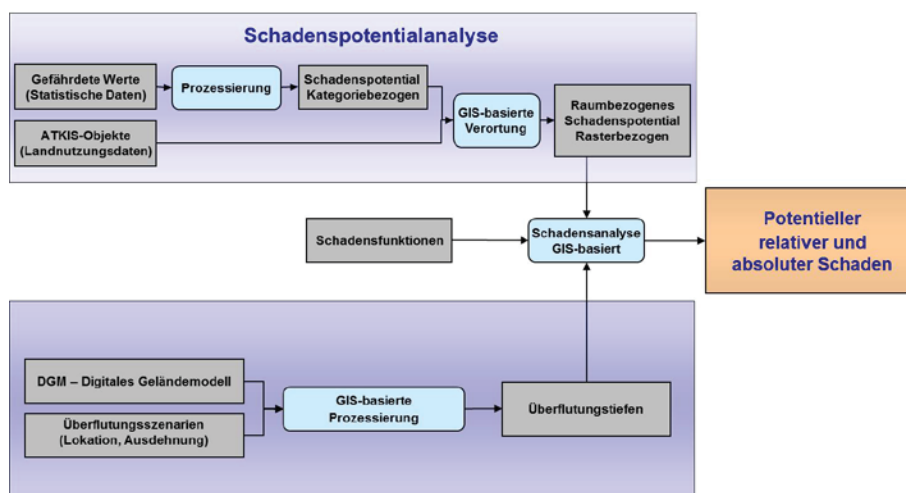 Schadenspotentialanalyse
Gefährdete Werte
(Statistische Daten)
Prozessierung
Schadenspotential
Kategoriebezogen
ATKIS-Objekte
(Landnutzungsdaten)
GIS-basierte
Verortung
Raumbezogenes
Schadenspotential
Rasterbezogen
Schadensfunktionen
Schadensanalyse
GIS-basiert
Potentieller
relativer und
absoluter Schaden
DGM – Digitales Geländemodell
Überflutungsszenarien
(Lokation, Ausdehnung)
GIS-basierte
Prozessierung
Überflutungstiefen